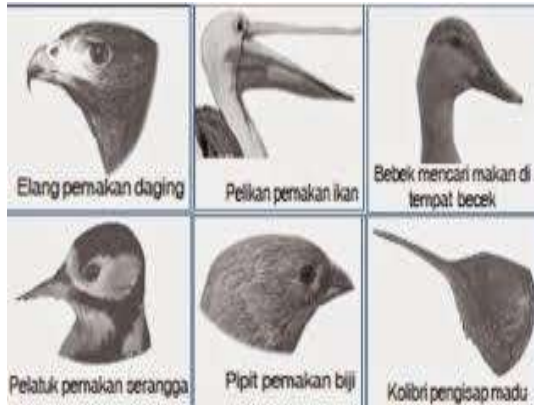 Elang pemakan daging
Pelikan pemakan ikan
Bebek mencari makan di
tempat becek
Pelatuk pemakan serangga
Pipit pemakan biji
Kolibri pengisap madu